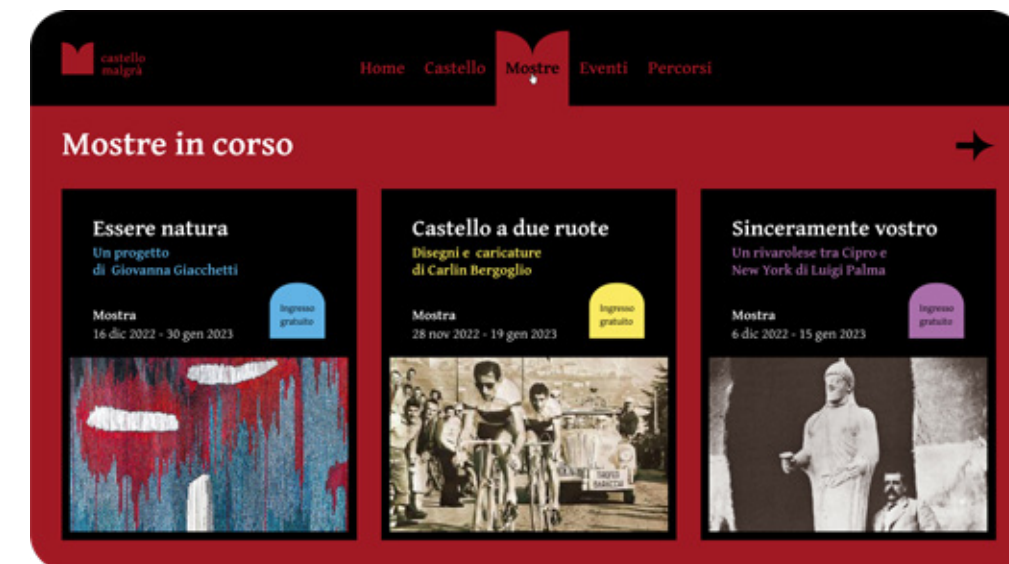 castello
malgrà
Home Castello Mostre Eventi Percorsi
Mostre in corso
Essere natura
Un progetto
di Giovanna Giacchetti
Mostra
16 dic 2022 - 30 gen 2023
Ingresso
gratuito
Castello a due ruote
Disegni e caricature
di Carlin Bergoglio
Mostra
28 nov 2022 - 19 gen 2023
Ingresso
gratuito
TROFEO
BARACCHI
Sinceramente vostro
Un rivarolese tra Cipro e
New York di Luigi Palma
Mostra
6 dic 2022 - 15 gen 2023
Ingresso
gratuito